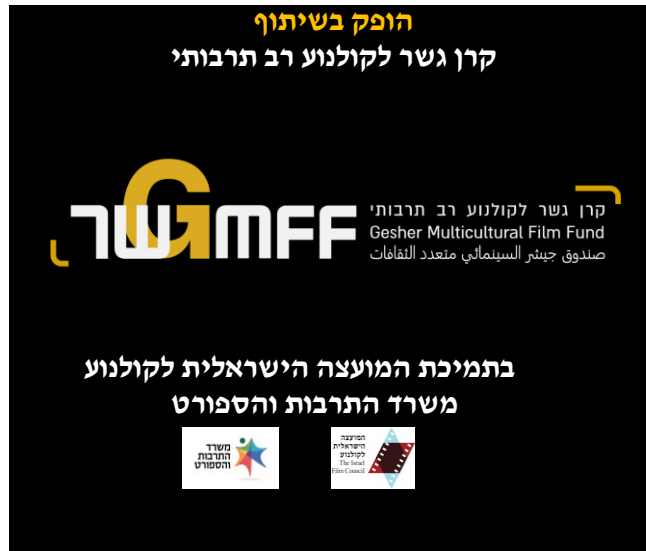 הופק בשיתוף
קרן גשר לקולנוע רב תרבותי
גשר GMFF
קרן גשר לקולנוע רב תרבותי
Gesher Multicultural Film Fund
صندوق جيشر السينمائي متعدد الثقافات
בתמיכת המועצה הישראלית לקולנוע
משרד התרבות והספורט
משרד
התרבות
והספורט
המועצה
הישראלית
לקולנוע
The Israel
Film Council